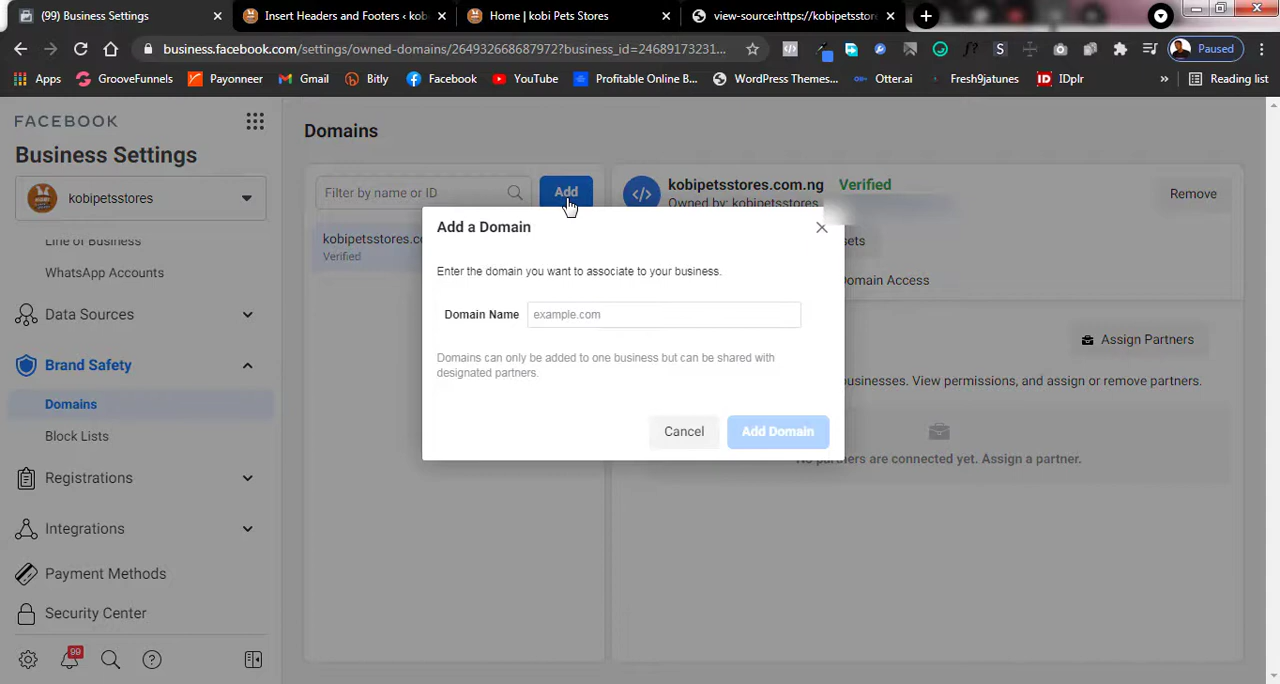 (99) Business Settings
Insert Headers and Footers ‹ kob
Home | kobi Pets Stores
view-source:https://kobipetsstor
business.facebook.com/settings/owned-domains/264932668687972?business_id=24689173231...
Paused
Apps
GrooveFunnels
Payonneer
Gmail
Bitly
Facebook
YouTube
Profitable Online B...
WordPress Themes...
Otter.ai
Fresh9jatunes
IDplr
»
Reading list
FACEBOOK
Business Settings
kobipetsstores
Line of Business
WhatsApp Accounts
Data Sources
Brand Safety
Domains
Block Lists
Registrations
Integrations
Payment Methods
Security Center
99
Domains
Filter by name or ID
Add
kobipetsstores.co
Verified
kobipetsstores.com.ng Verified
Owned by: kobipetsstores
Remove
sets
Domain Access
Assign Partners
businesses. View permissions, and assign or remove partners.
No partners are connected yet. Assign a partner.
Add a Domain
Enter the domain you want to associate to your business.
Domain Name
example.com
Domains can only be added to one business but can be shared with
designated partners.
Cancel
Add Domain